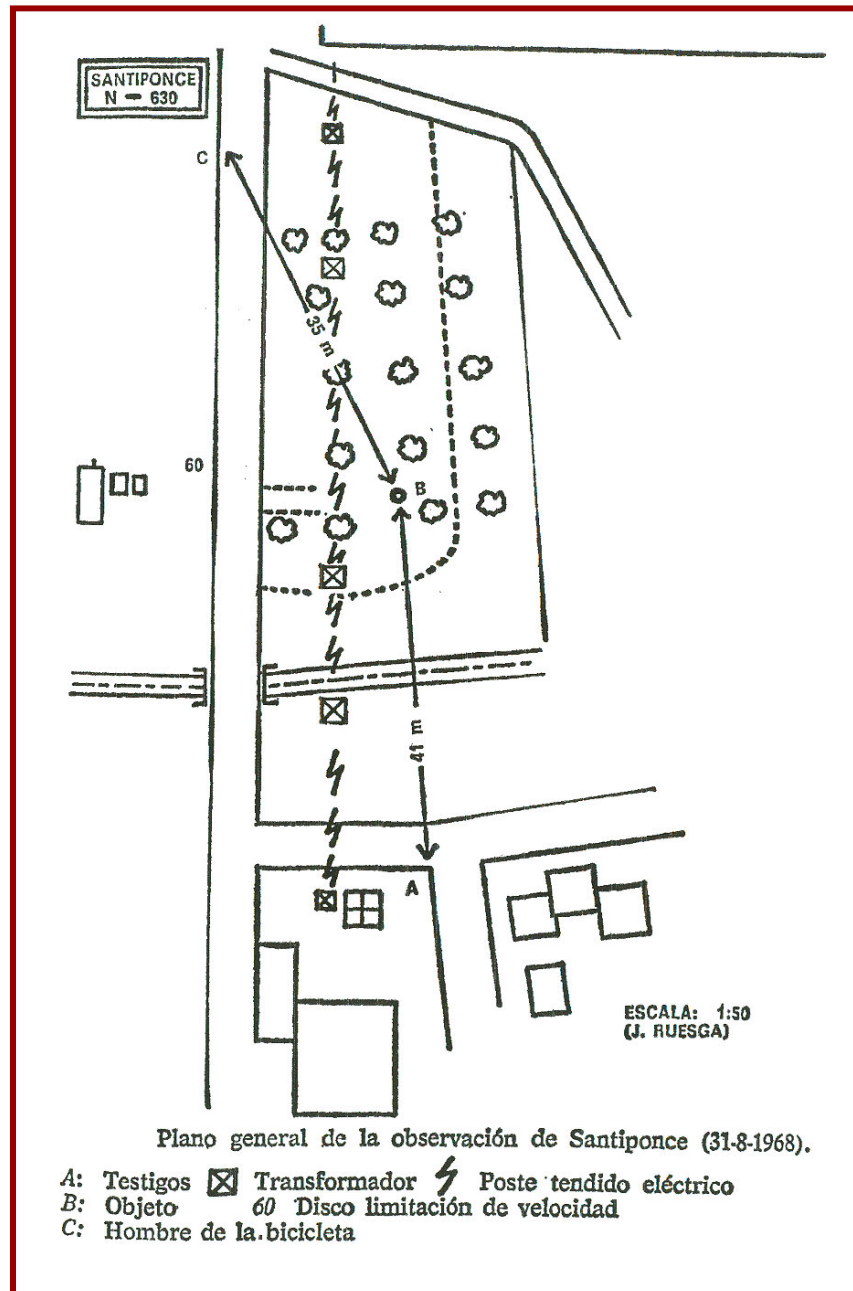 SANTIPONCE
N - 630
C
35 m
60
B
41 m
A
ESCALA: 1:50
(J. RUESGA)
Plano general de la observación de Santiponce (31-8-1968).
A: Testigos Transformador Poste tendido eléctrico
B: Objeto 60 Disco limitación de velocidad
C: Hombre de la bicicleta